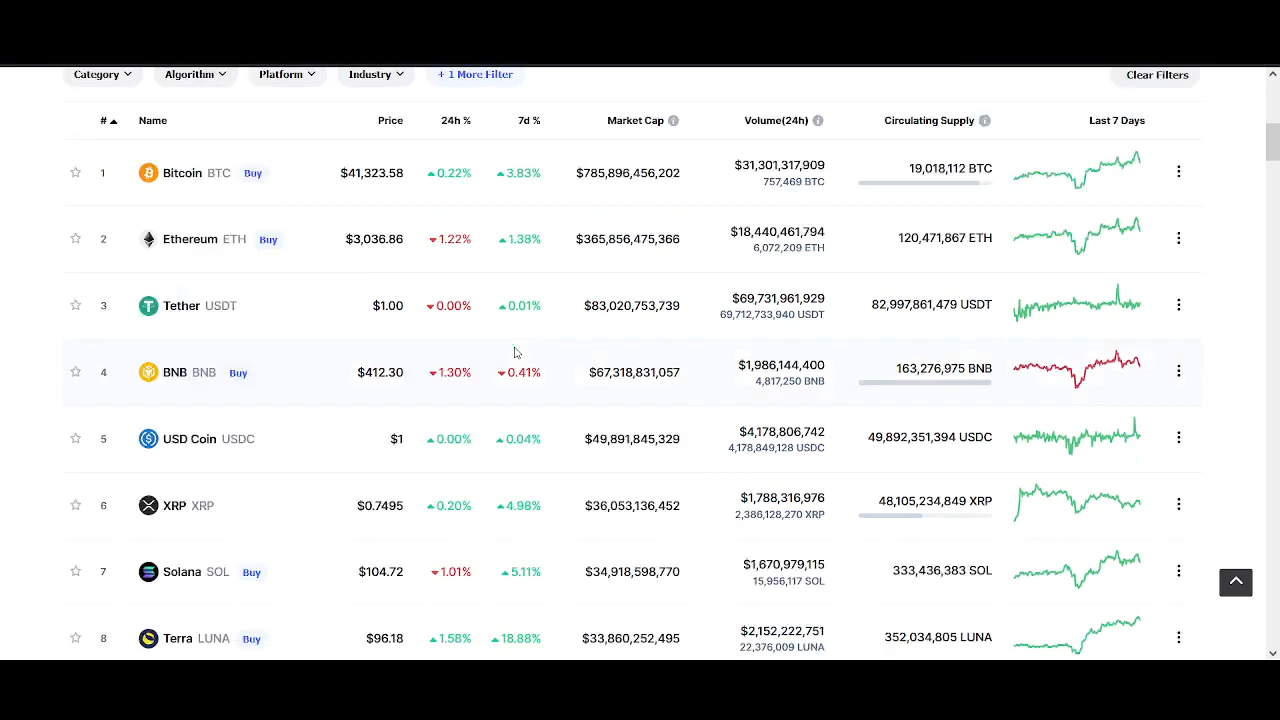 Category Algorithm Platform Industry + 1 More Filter Clear Filters
# Name Price 24h % 7d % Market Cap Volume(24h) Circulating Supply Last 7 Days
1 Bitcoin BTC Buy $41,323.58 0.22% 3.83% $785,896,456,202 $31,301,317,909 19,018,112 BTC
757,469 BTC
2 Ethereum ETH Buy $3,036.86 1.22% 1.38% $365,856,475,366 $18,440,461,794 120,471,867 ETH
6,072,209 ETH
3 Tether USDT $1.00 0.00% 0.01% $83,020,753,739 $69,731,961,929 82,997,861,479 USDT
69,712,733,940 USDT
4 BNB BNB Buy $412.30 1.30% 0.41% $67,318,831,057 $1,986,144,400 163,276,975 BNB
4,817,250 BNB
5 USD Coin USDC $1 0.00% 0.04% $49,891,845,329 $4,178,806,742 49,892,351,394 USDC
4,178,849,128 USDC
6 XRP XRP $0.7495 0.20% 4.98% $36,053,136,452 $1,788,316,976 48,105,234,849 XRP
2,386,128,270 XRP
7 Solana SOL Buy $104.72 1.01% 5.11% $34,918,598,770 $1,670,979,115 333,436,383 SOL
15,956,117 SOL
8 Terra LUNA Buy $96.18 1.58% 18.88% $33,860,252,495 $2,152,222,751 352,034,805 LUNA
22,376,009 LUNA